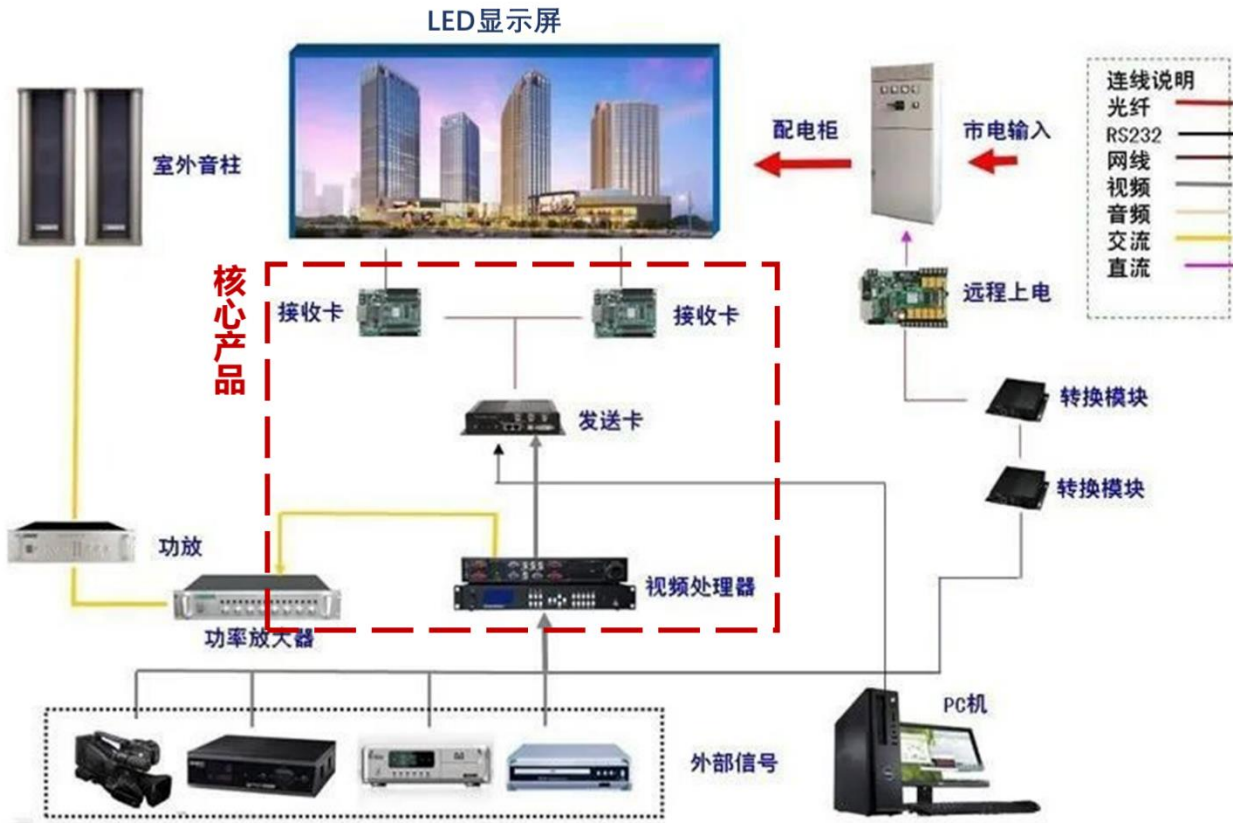 LED显示屏
室外音柱
配电柜
市电输入
连线说明
光纤
RS232
网线
视频
音频
交流
直流
核心产品
接收卡
接收卡
远程上电
发送卡
转换模块
转换模块
功放
视频处理器
功率放大器
PC机
外部信号